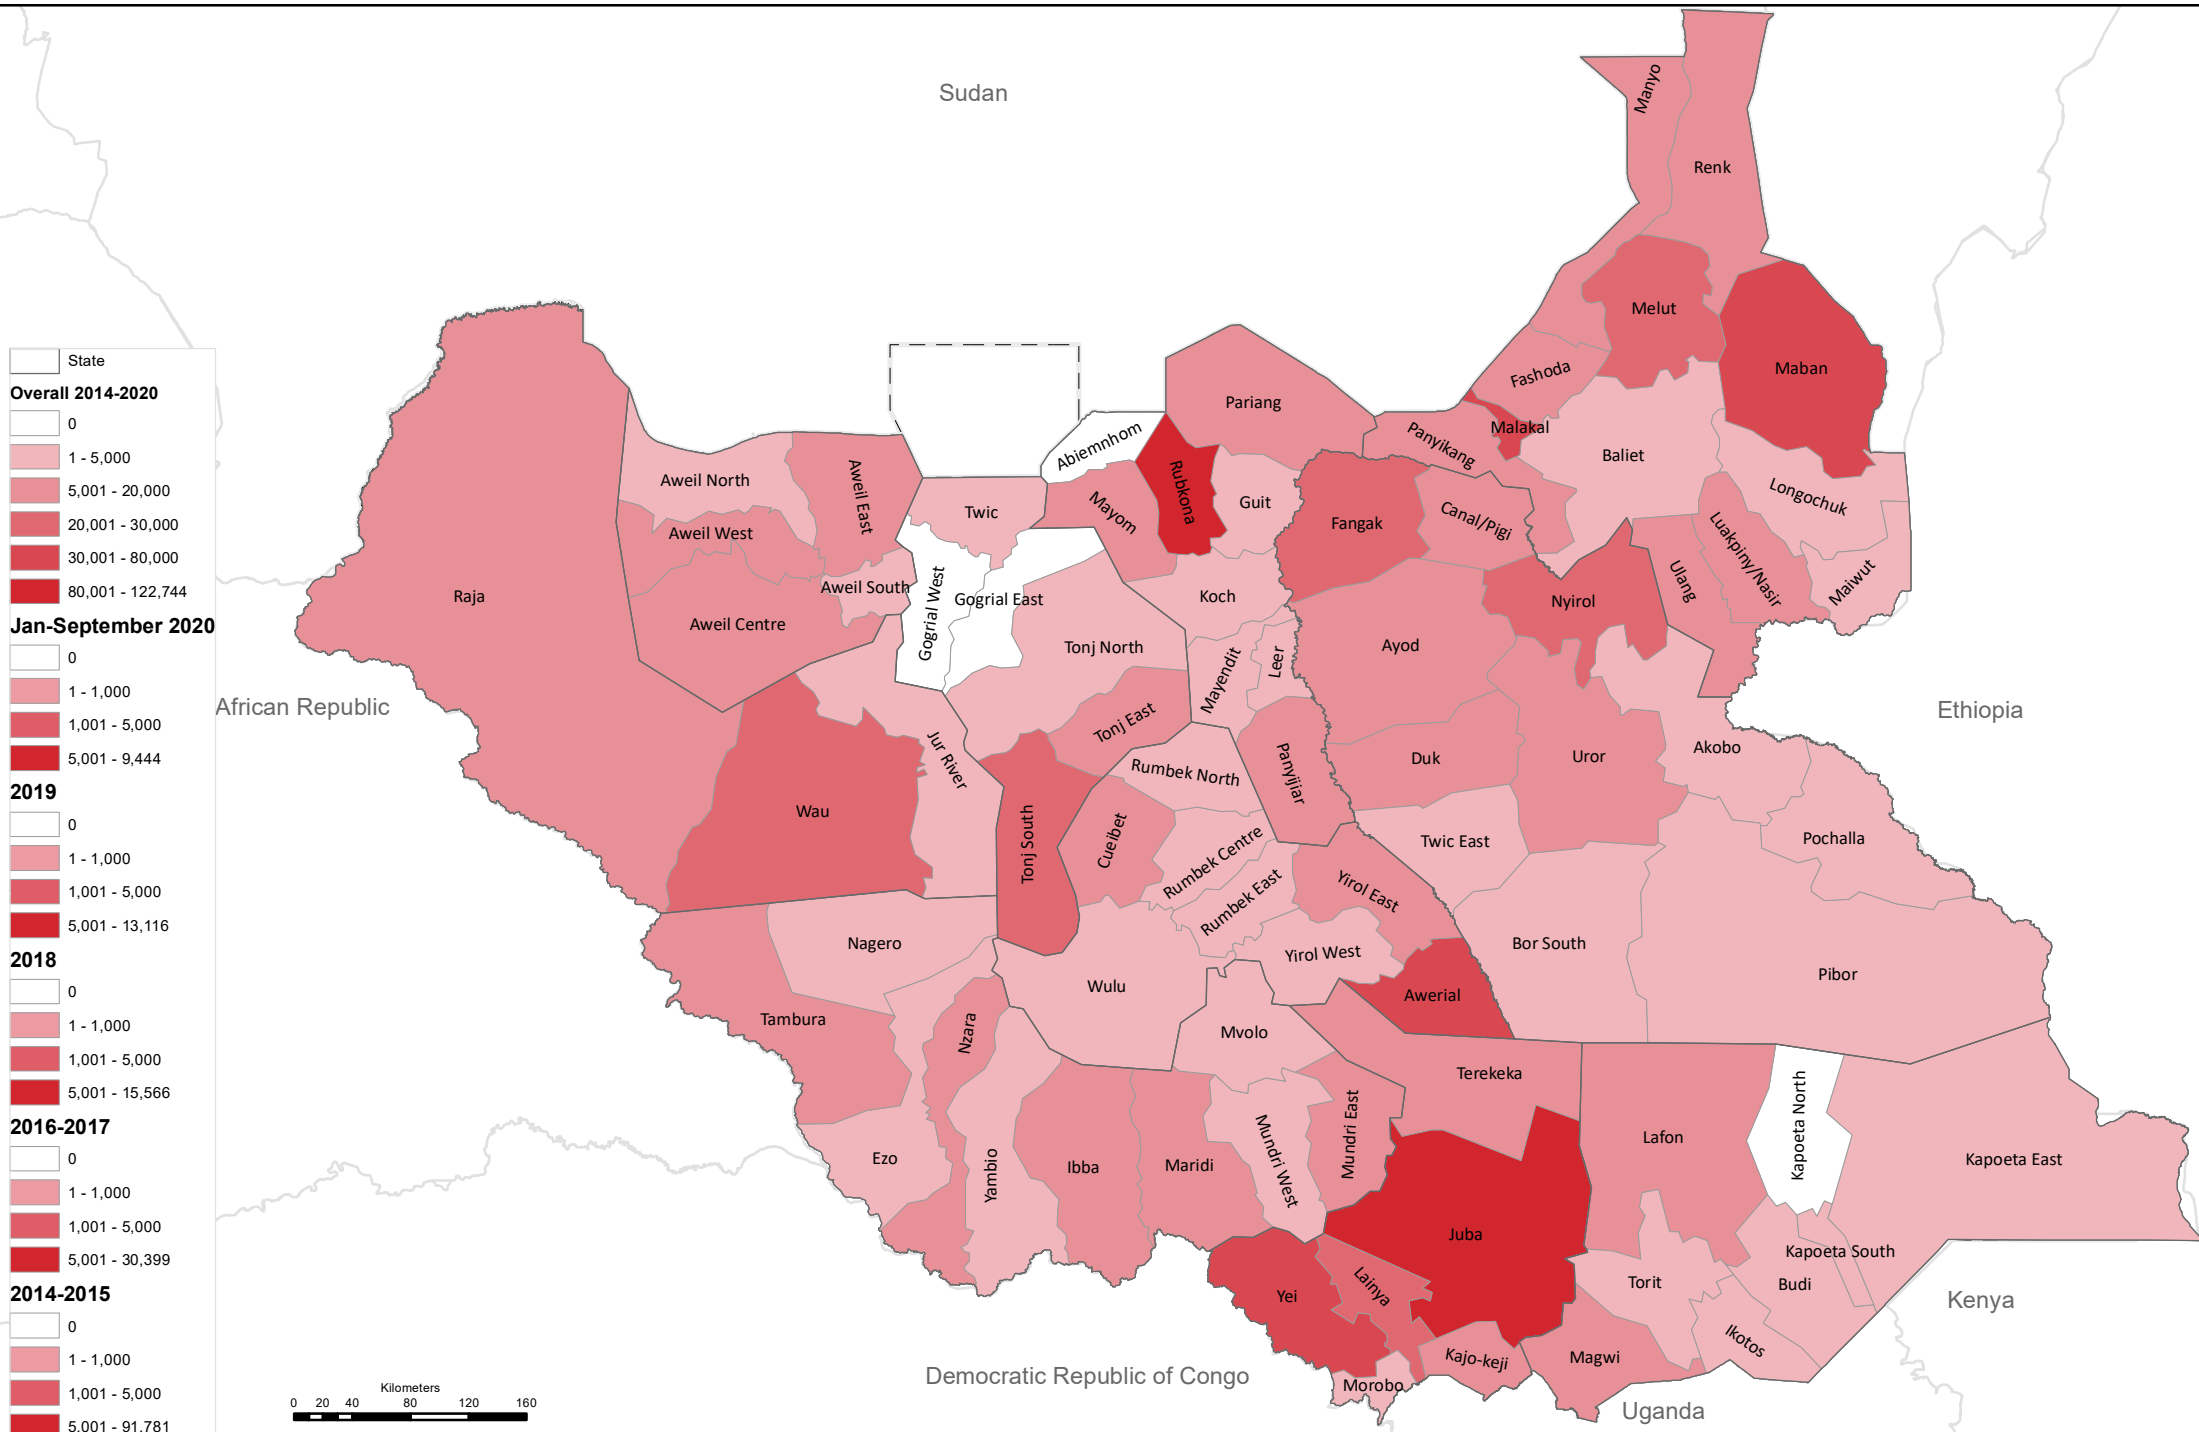 Sudan
Manyo
Renk
Melut
Maban
Fashoda
Malakal
Panyikang
Baliet
Longochuk
Maiwut
Luakpiny/Nasir
Ulang
Pariang
Abiemnhom
Rubkona
Mayom
Guit
Fangak
Canal/Pigi
Nyirol
Koch
Leer
Mayendit
Panyijiar
Ayod
Duk
Uror
Akobo
Pochalla
Twic East
Bor South
Pibor
Ethiopia
Raja
Aweil North
Aweil East
Aweil West
Aweil South
Aweil Centre
Twic
Gogrial West
Gogrial East
Tonj North
Tonj East
Tonj South
Jur River
Wau
Rumbek North
Cueibet
Rumbek Centre
Rumbek East
Yirol East
Yirol West
Awerial
Wulu
Nagero
Tambura
Nzara
Ezo
Yambio
Ibba
Maridi
Mvolo
Mundri West
Mundri East
Terekeka
Juba
Yei
Lainya
Morobo
Kajo-keji
Magwi
Torit
Lafon
Ikotos
Budi
Kapoeta South
Kapoeta North
Kapoeta East
Kenya
Uganda
Democratic Republic of Congo
African Republic
State
Overall 2014-2020
0
1 - 5,000
5,001 - 20,000
20,001 - 30,000
30,001 - 80,000
80,001 - 122,744
Jan-September 2020
0
1 - 1,000
1,001 - 5,000
5,001 - 9,444
2019
0
1 - 1,000
1,001 - 5,000
5,001 - 13,116
2018
0
1 - 1,000
1,001 - 5,000
5,001 - 15,566
2016-2017
0
1 - 1,000
1,001 - 5,000
5,001 - 30,399
2014-2015
0
1 - 1,000
1,001 - 5,000
5,001 - 91,781
Kilometers
0 20 40 80 120 160